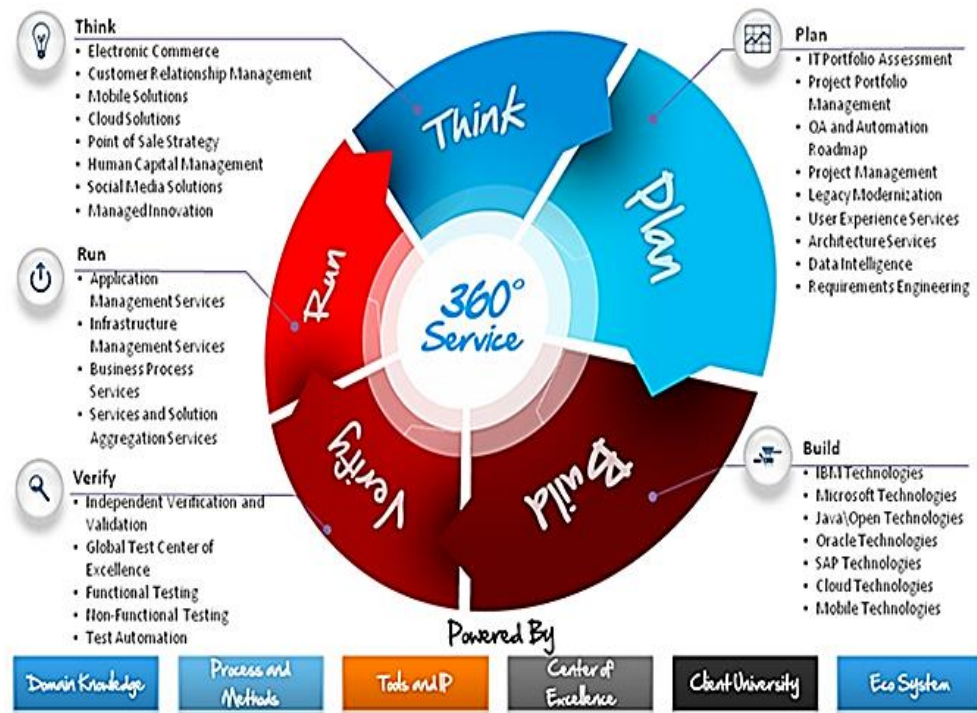 Think
• Electronic Commerce
• Customer Relationship Management
• Mobile Solutions
• Cloud Solutions
• Point of Sale Strategy
• Human Capital Management
• Social Media Solutions
• Managed Innovation
Run
• Application
Management Services
• Infrastructure
Management Services
• Business Process
Services
• Services and Solution
Aggregation Services
Verify
• Independent Verification and
Validation
• Global Test Center of
Excellence
• Functional Testing
• Non-Functional Testing
• Test Automation
Think
Plan
Build
Verify
Run
360°
Service
Plan
• IT Portfolio Assessment
• Project Portfolio
Management
• QA and Automation
Roadmap
• Project Management
• Legacy Modernization
• User Experience Services
• Architecture Services
• Data Intelligence
• Requirements Engineering
Build
• IBM Technologies
• Microsoft Technologies
• Java\Open Technologies
• Oracle Technologies
• SAP Technologies
• Cloud Technologies
• Mobile Technologies
Powered By
Domain Knowledge
Process and
Methods
Tools and IP
Center of
Excellence
Client University
Eco System